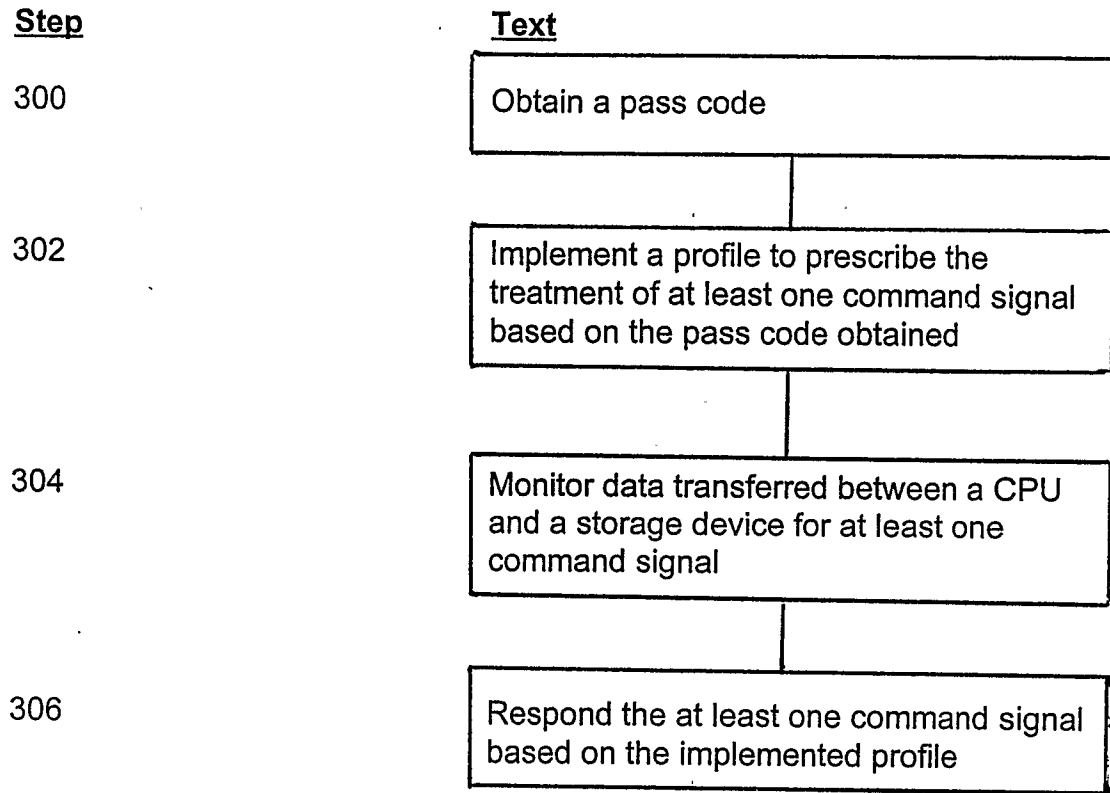 Step Text
300 Obtain a pass code
302 Implement a profile to prescribe the
treatment of at least one command signal
based on the pass code obtained
304 Monitor data transferred between a CPU
and a storage device for at least one
command signal
306 Respond the at least one command signal
based on the implemented profile